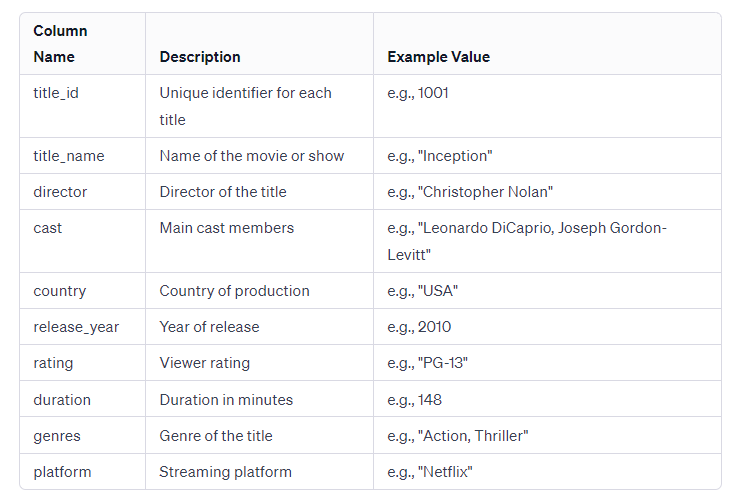 Column
Name
Description
Example Value
title_id
Unique identifier for each
title
e.g., 1001
title_name
Name of the movie or show
e.g., "Inception"
director
Director of the title
e.g., "Christopher Nolan"
cast
Main cast members
e.g., "Leonardo DiCaprio, Joseph Gordon-
Levitt"
country
Country of production
e.g., "USA"
release_year
Year of release
e.g., 2010
rating
Viewer rating
e.g., "PG-13"
duration
Duration in minutes
e.g., 148
genres
Genre of the title
e.g., "Action, Thriller"
platform
Streaming platform
e.g., "Netflix"